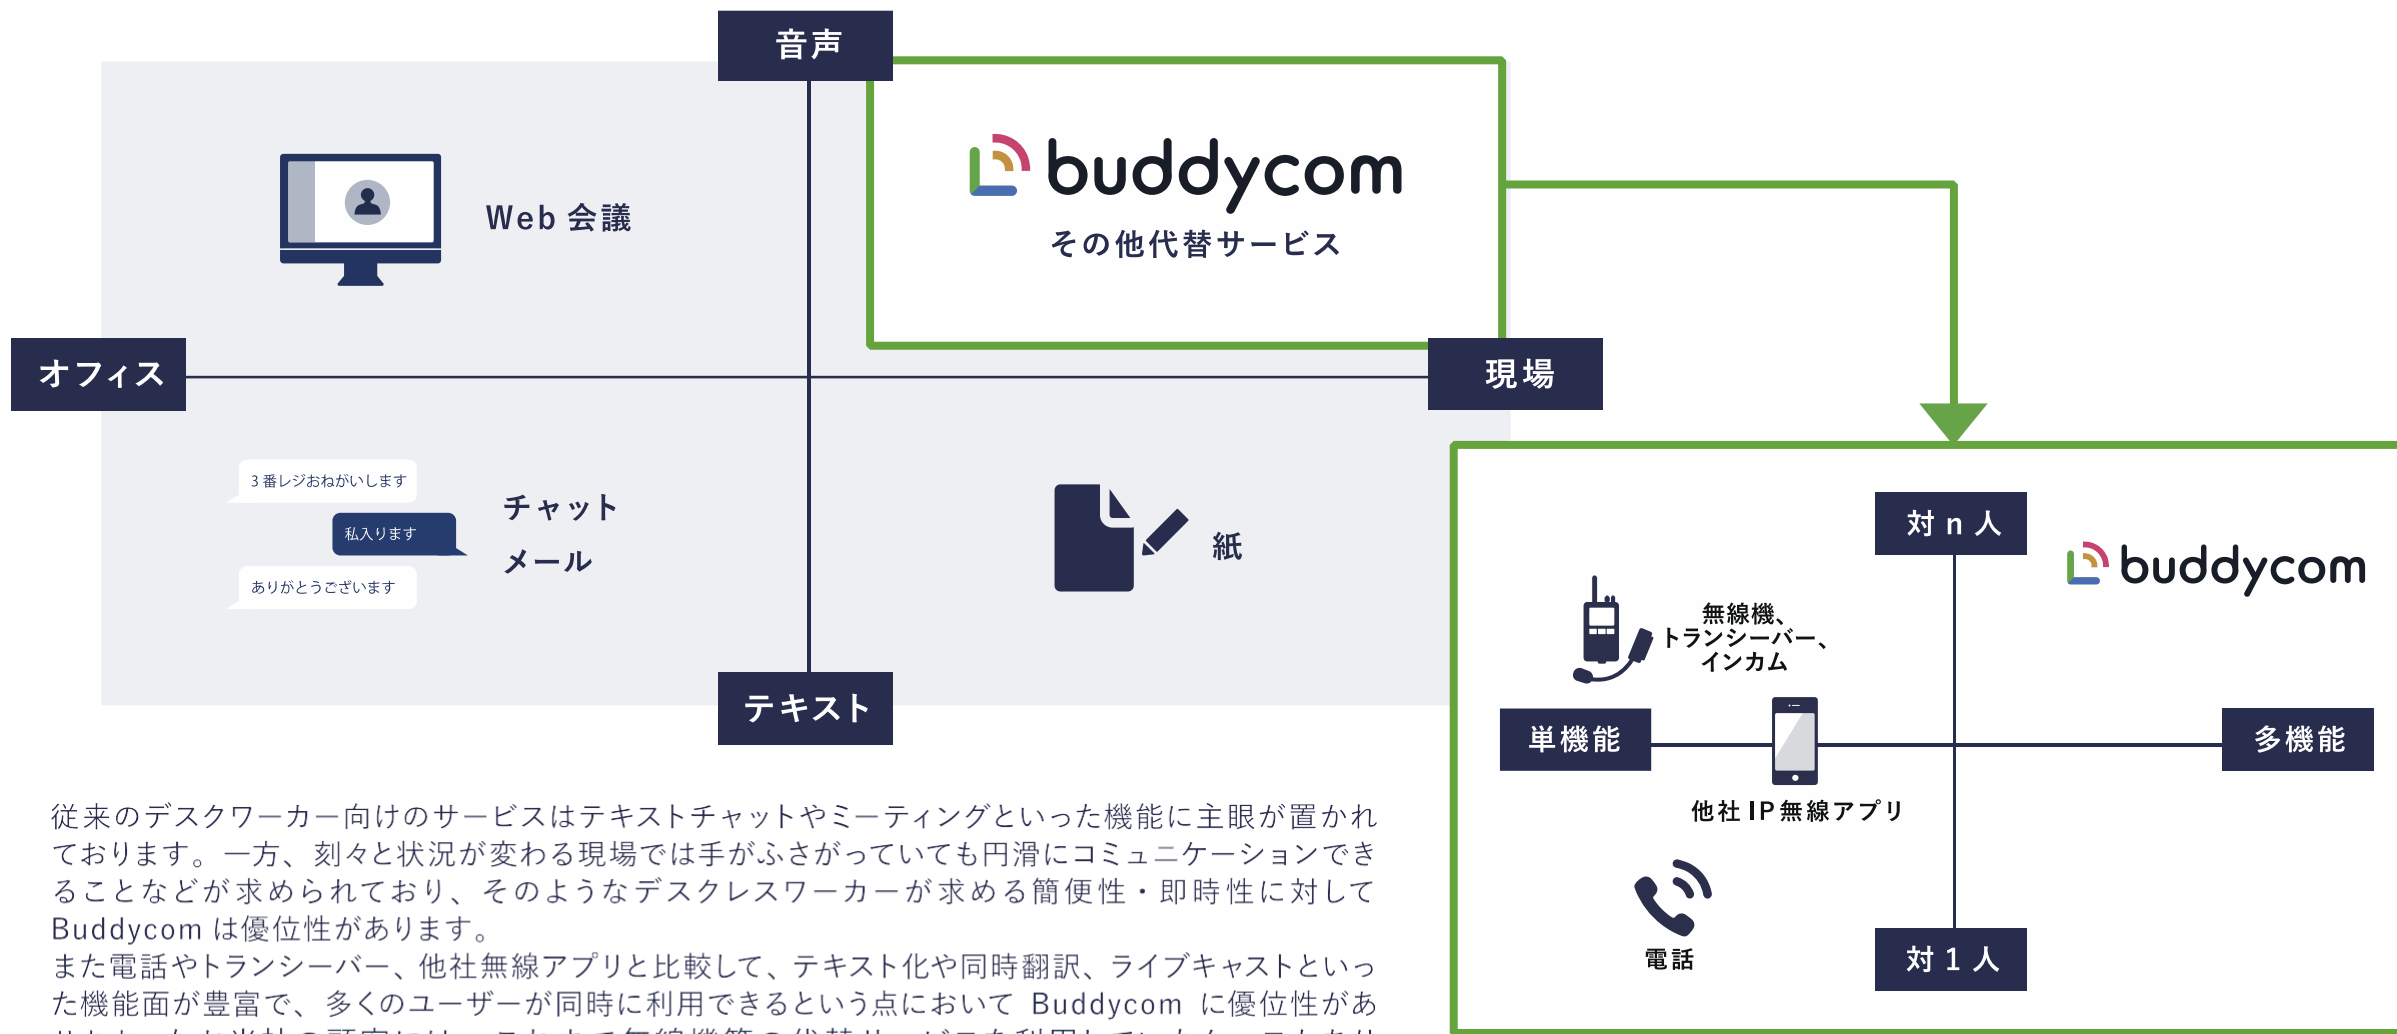 音声
buddycom
その他代替サービス
Web 会議
オフィス
現場
3 番レジおねがいします
私入ります
ありがとうございます
チャット
メール
紙
テキスト
対 n 人
buddycom
無線機、
トランシーバー、
インカム
単機能
多機能
他社 IP 無線アプリ
電話
対 1 人
従来のデスクワーカー向けのサービスはテキストチャットやミーティングといった機能に主眼が置かれ
ております。一方、刻々と状況が変わる現場では手がふさがっていても円滑にコミュニケーションでき
ることなどが求められており、そのようなデスクレスワーカーが求める簡便性・即時性に対して
Buddycom は優位性があります。
また電話やトランシーバー、他社無線アプリと比較して、テキスト化や同時翻訳、ライブキャストといっ
た機能面が豊富で、多くのユーザーが同時に利用できるという点において Buddycom に優位性があ